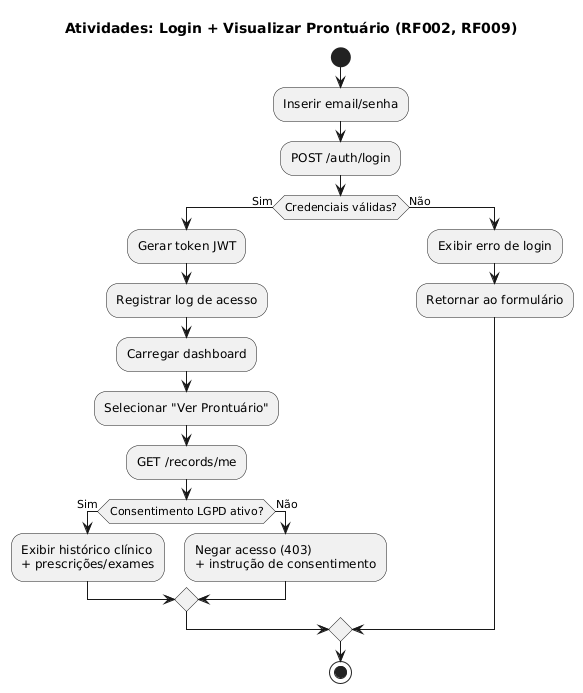 Atividades: Login + Visualizar Prontuário (RF002, RF009)
Inserir email/senha
POST /auth/login
Credenciais válidas?
Sim
Não
Gerar token JWT
Exibir erro de login
Registrar log de acesso
Retornar ao formulário
Carregar dashboard
Selecionar "Ver Prontuário"
GET /records/me
Consentimento LGPD ativo?
Sim
Não
Exibir histórico clínico
+ prescrições/exames
Negar acesso (403)
+ instrução de consentimento